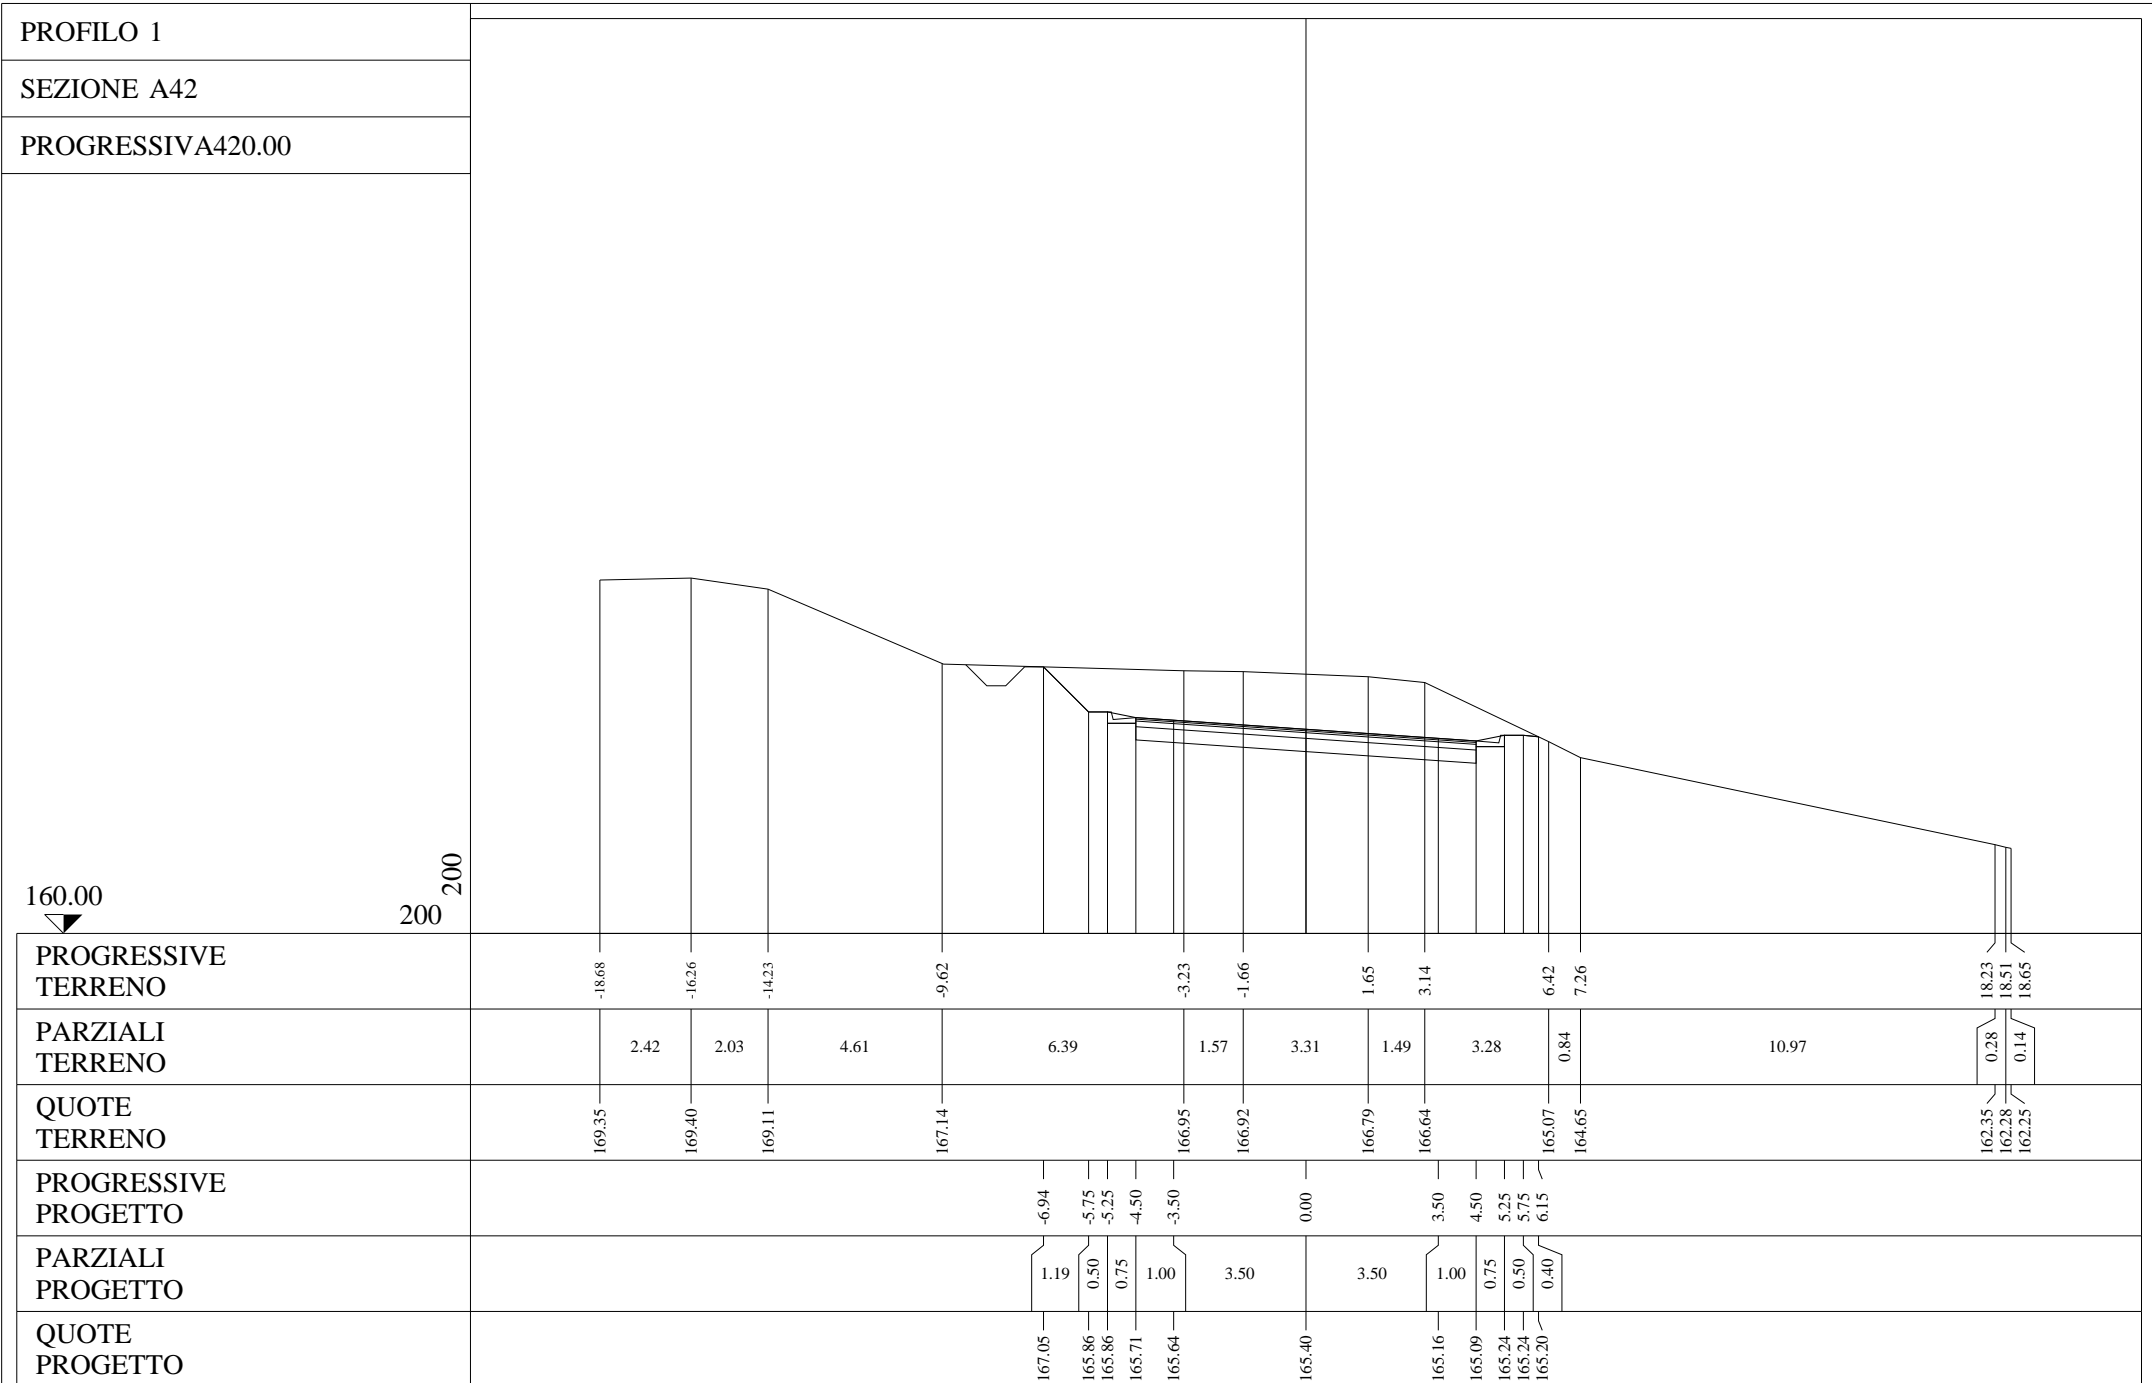 PROFILO 1
SEZIONE A42
PROGRESSIVA420.00
200
160.00
200
PROGRESSIVE
TERRENO
-18.68 -16.26 -14.23 -9.62 -3.23 -1.66 1.65 3.14 6.42 7.26 18.23 18.51 18.65
PARZIALI
TERRENO
2.42 2.03 4.61 6.39 1.57 3.31 1.49 3.28 0.84 10.97 0.28 0.14
QUOTE
TERRENO
169.35 169.40 169.11 167.14 166.95 166.92 166.79 166.64 165.07 164.65 162.35 162.28 162.25
PROGRESSIVE
PROGETTO
-6.94 -5.75 -5.25 -4.50 -3.50 0.00 3.50 4.50 5.25 5.75 6.15
PARZIALI
PROGETTO
1.19 0.50 0.75 1.00 3.50 3.50 1.00 0.75 0.50 0.40
QUOTE
PROGETTO
167.05 165.86 165.86 165.71 165.64 165.40 165.16 165.09 165.24 165.24 165.20